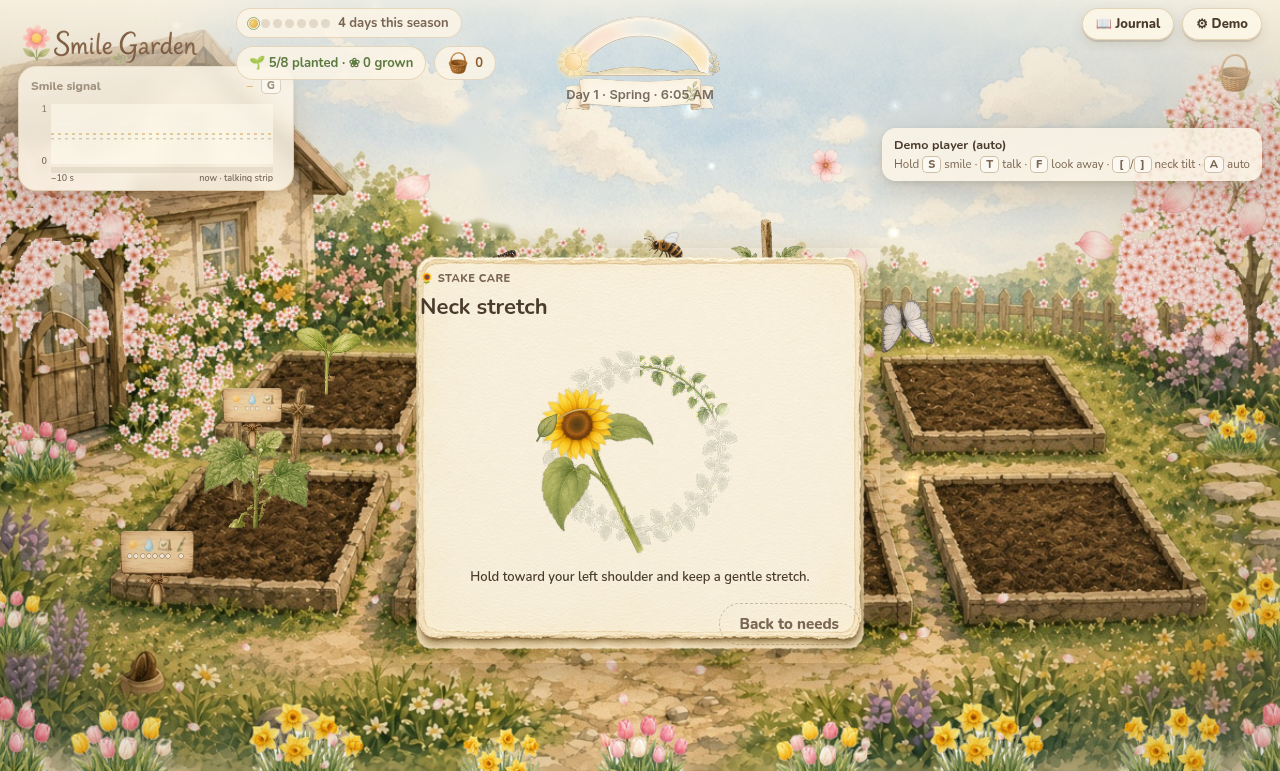 Smile Garden
4 days this season
5/8 planted · 0 grown
0
Smile signal
– G
1
0
−10 s
now · talking strip
Day 1 · Spring · 6:05 AM
Journal
Demo
Demo player (auto)
Hold S smile · T talk · F look away · [ / ] neck tilt · A auto
STAKE CARE
Neck stretch
Hold toward your left shoulder and keep a gentle stretch.
Back to needs